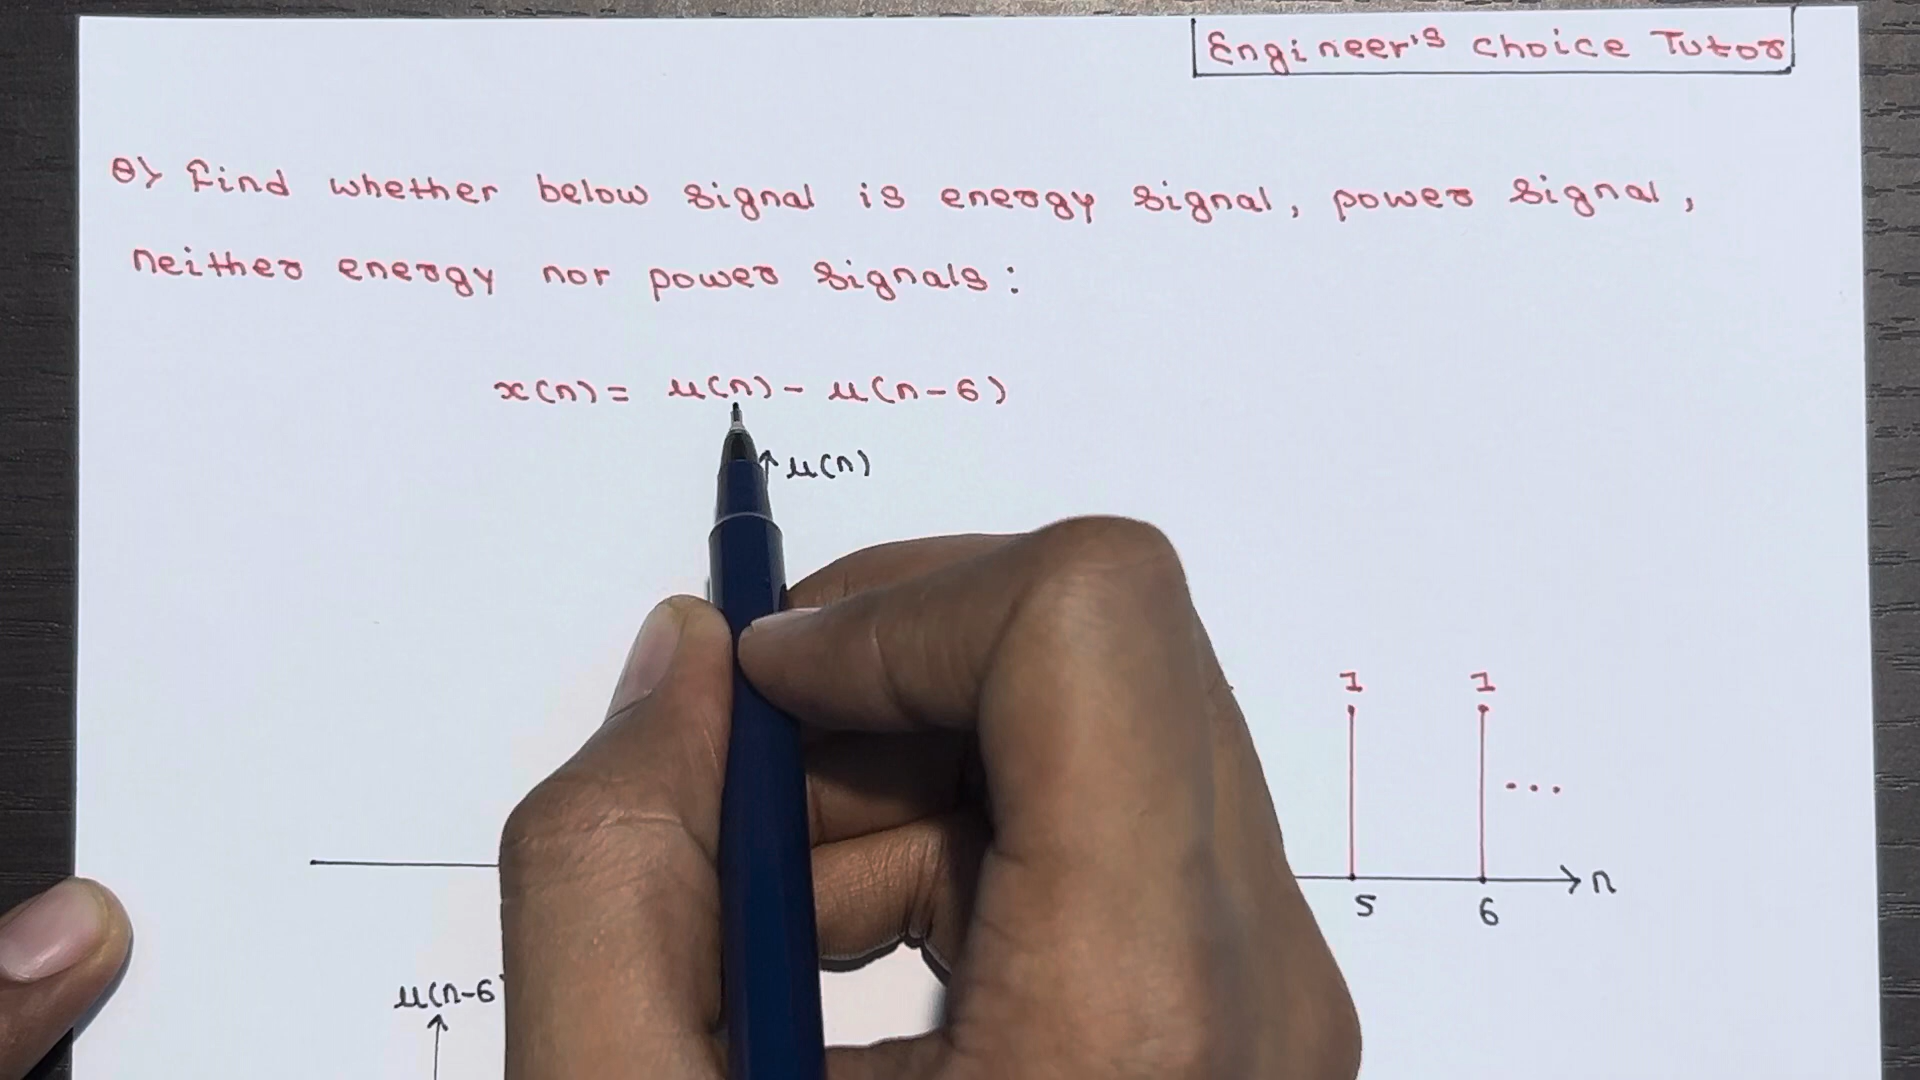 Engineer's choice Tutor
Q> Find whether below signal is energy signal, power signal,
neither energy nor power signals:
x(n) = u(n) - u(n-6)
u(n)
1 1
...
n
5 6
u(n-6